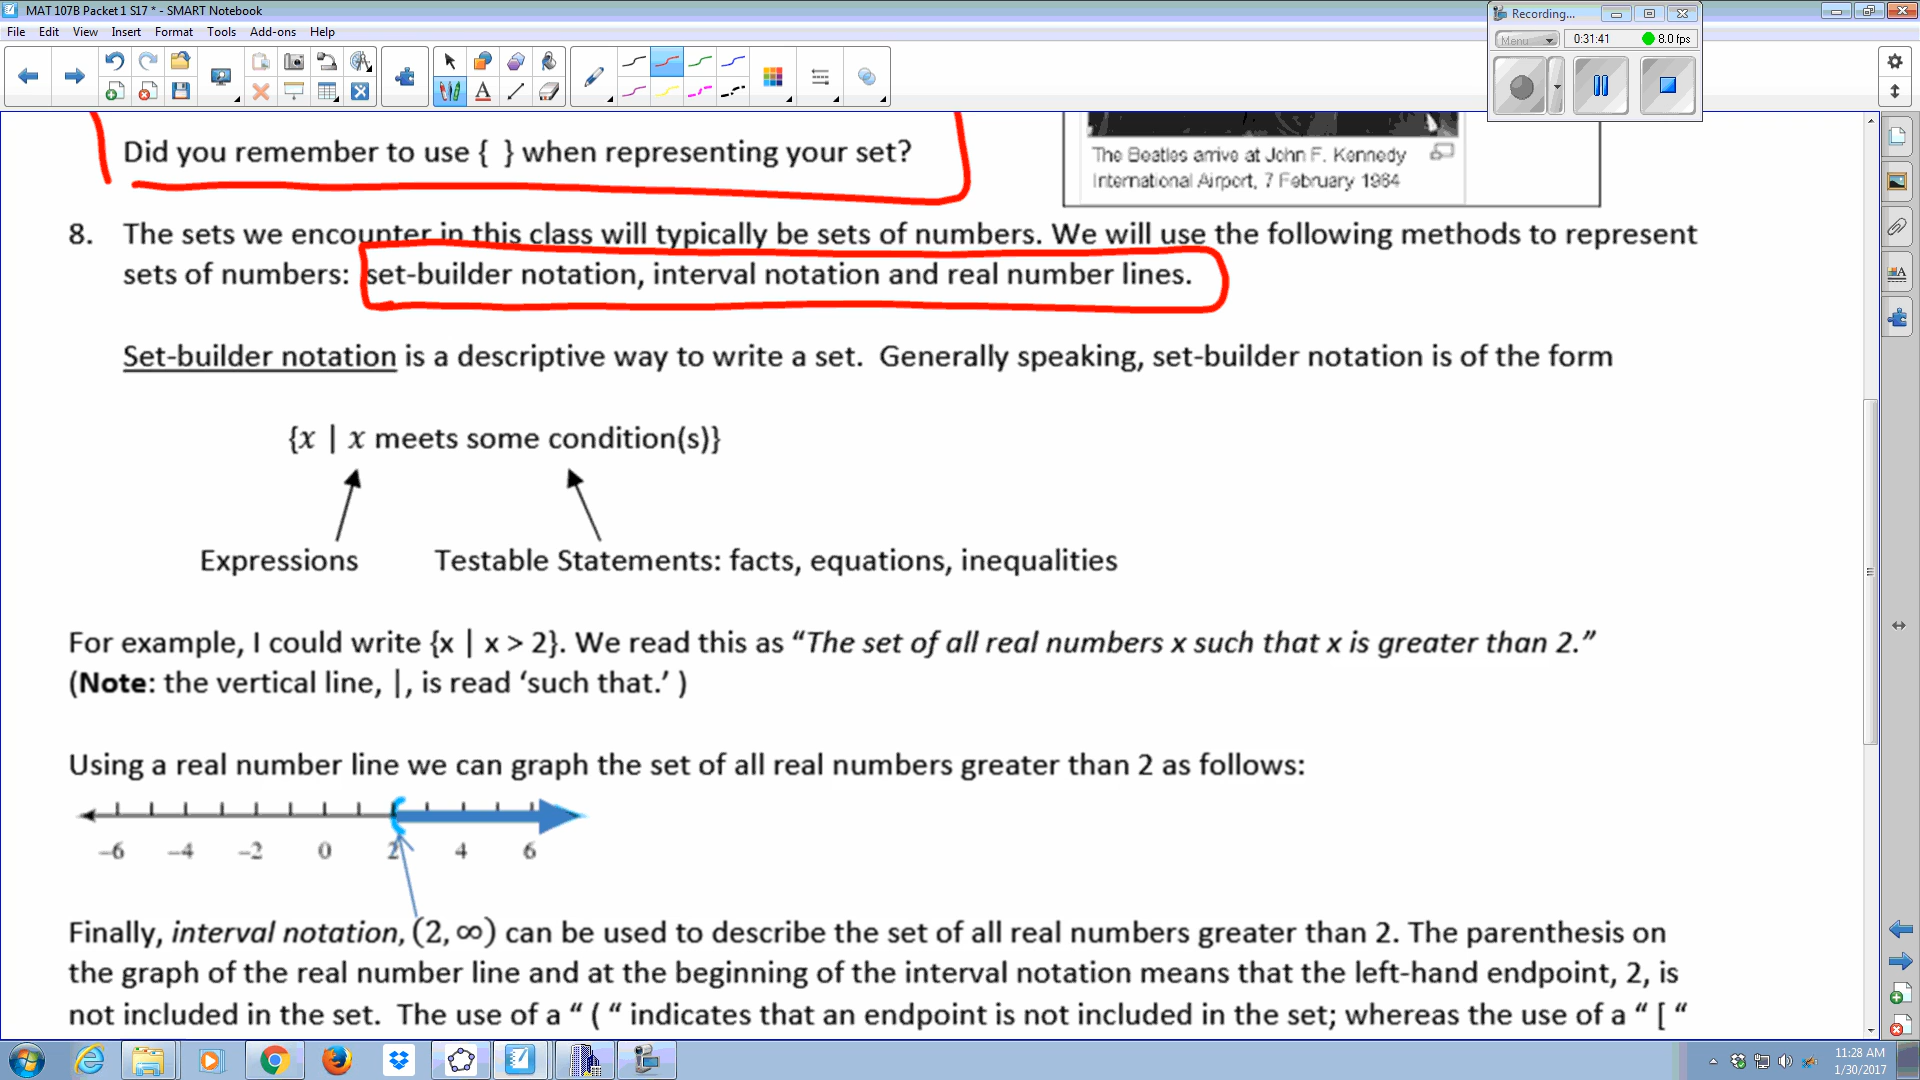 MAT 107B Packet 1 S17 * - SMART Notebook
File Edit View Insert Format Tools Add-ons Help
Recording...
Menu 0:31:41 8.0 fps
Did you remember to use { } when representing your set?
The Beatles arrive at John F. Kennedy
International Airport, 7 February 1964
8. The sets we encounter in this class will typically be sets of numbers. We will use the following methods to represent
sets of numbers: set-builder notation, interval notation and real number lines.
Set-builder notation is a descriptive way to write a set. Generally speaking, set-builder notation is of the form
{x | x meets some condition(s)}
Expressions Testable Statements: facts, equations, inequalities
For example, I could write {x | x > 2}. We read this as “The set of all real numbers x such that x is greater than 2.”
(Note: the vertical line, |, is read ‘such that.’ )
Using a real number line we can graph the set of all real numbers greater than 2 as follows:
–6 –4 –2 0 2 4 6
Finally, interval notation, (2, ∞) can be used to describe the set of all real numbers greater than 2. The parenthesis on
the graph of the real number line and at the beginning of the interval notation means that the left-hand endpoint, 2, is
not included in the set. The use of a “ ( “ indicates that an endpoint is not included in the set; whereas the use of a “ [ “
11:28 AM
1/30/2017